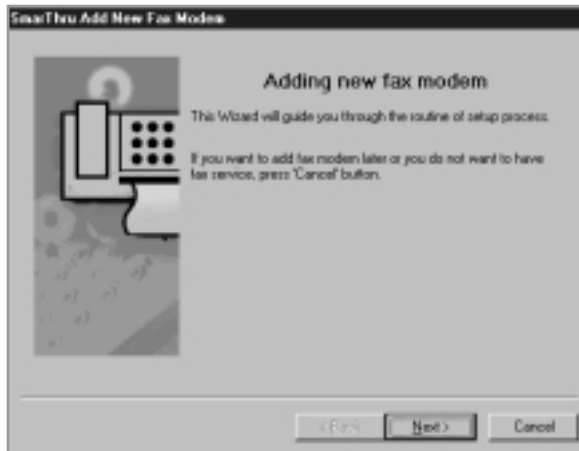 SmarThru Add New Fax Modem
Adding new fax modem
This Wizard will guide you through the routine of setup process.
If you want to add fax modem later or you do not want to have
fax service, press 'Cancel' button.
< Back
Next >
Cancel